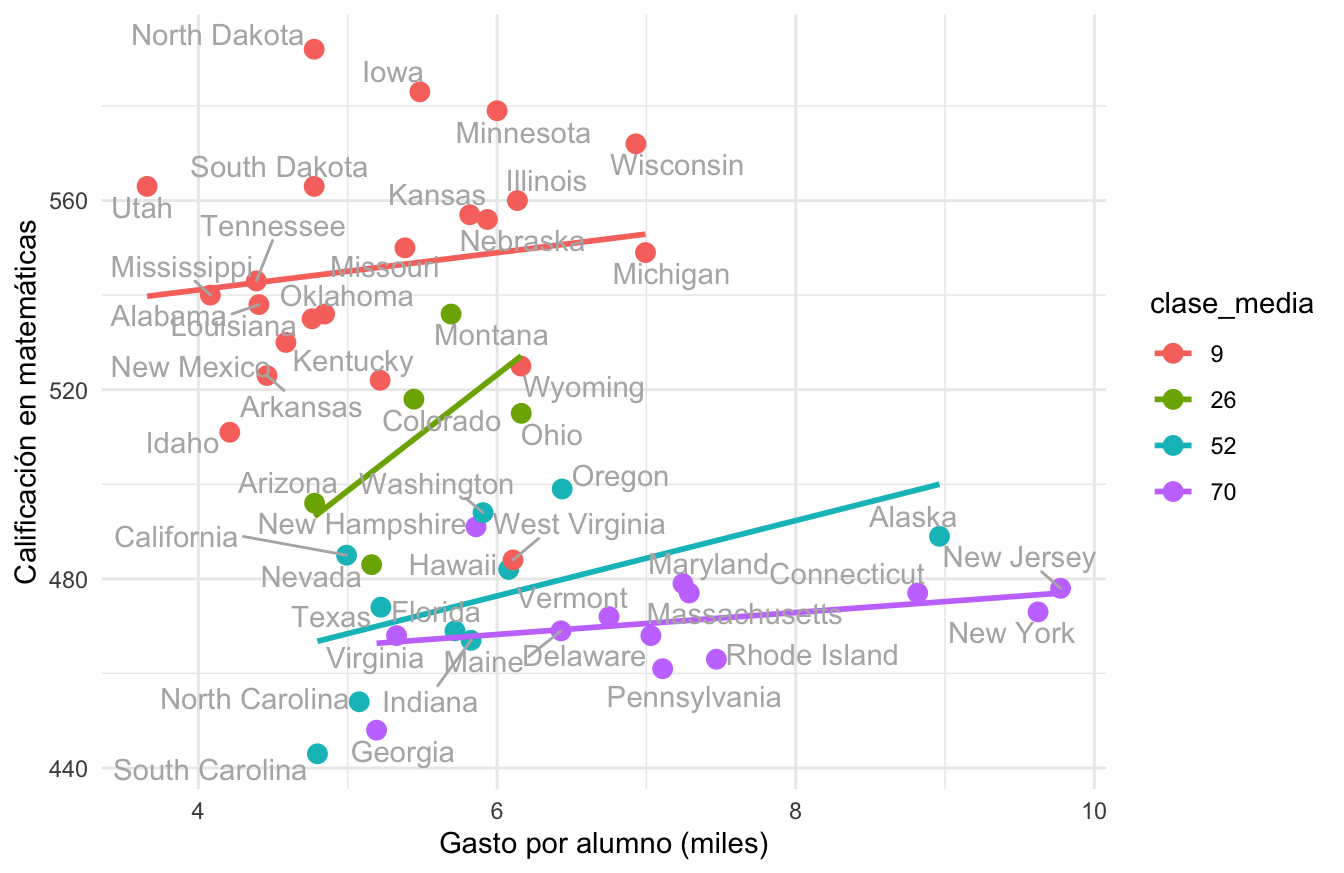 North Dakota
Iowa
Minnesota
Wisconsin
South Dakota
Illinois
Kansas
Utah
560
Tennessee
Nebraska
Mississippi
Missouri
Michigan
Oklahoma
Alabama
Louisiana
Montana
New Mexico
Kentucky
520
Wyoming
Arkansas
Colorado
Ohio
Idaho
Arizona
Washington
Oregon
New Hampshire
West Virginia
Alaska
California
Hawaii
Maryland
Connecticut
New Jersey
480
Nevada
Vermont
Texas
Florida
Massachusetts
New York
Virginia
Maine
Delaware
Rhode Island
North Carolina
Indiana
Pennsylvania
Georgia
South Carolina
440
4
6
8
10
Gasto por alumno (miles)
Calificación en matemáticas
clase_media
9
26
52
70